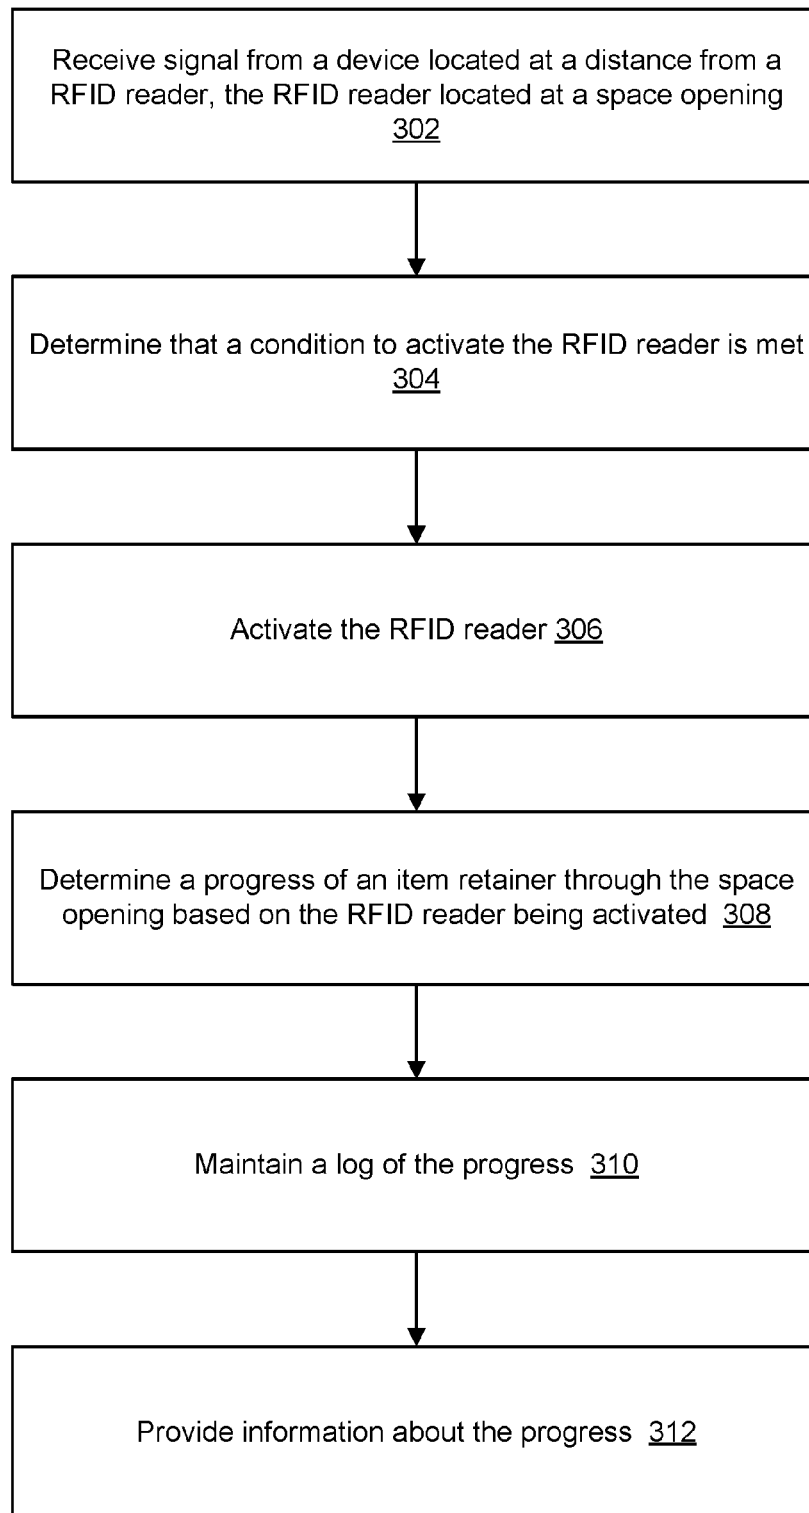 Receive signal from a device located at a distance from a
RFID reader, the RFID reader located at a space opening
302
Determine that a condition to activate the RFID reader is met
304
Activate the RFID reader 306
Determine a progress of an item retainer through the space
opening based on the RFID reader being activated 308
Maintain a log of the progress 310
Provide information about the progress 312